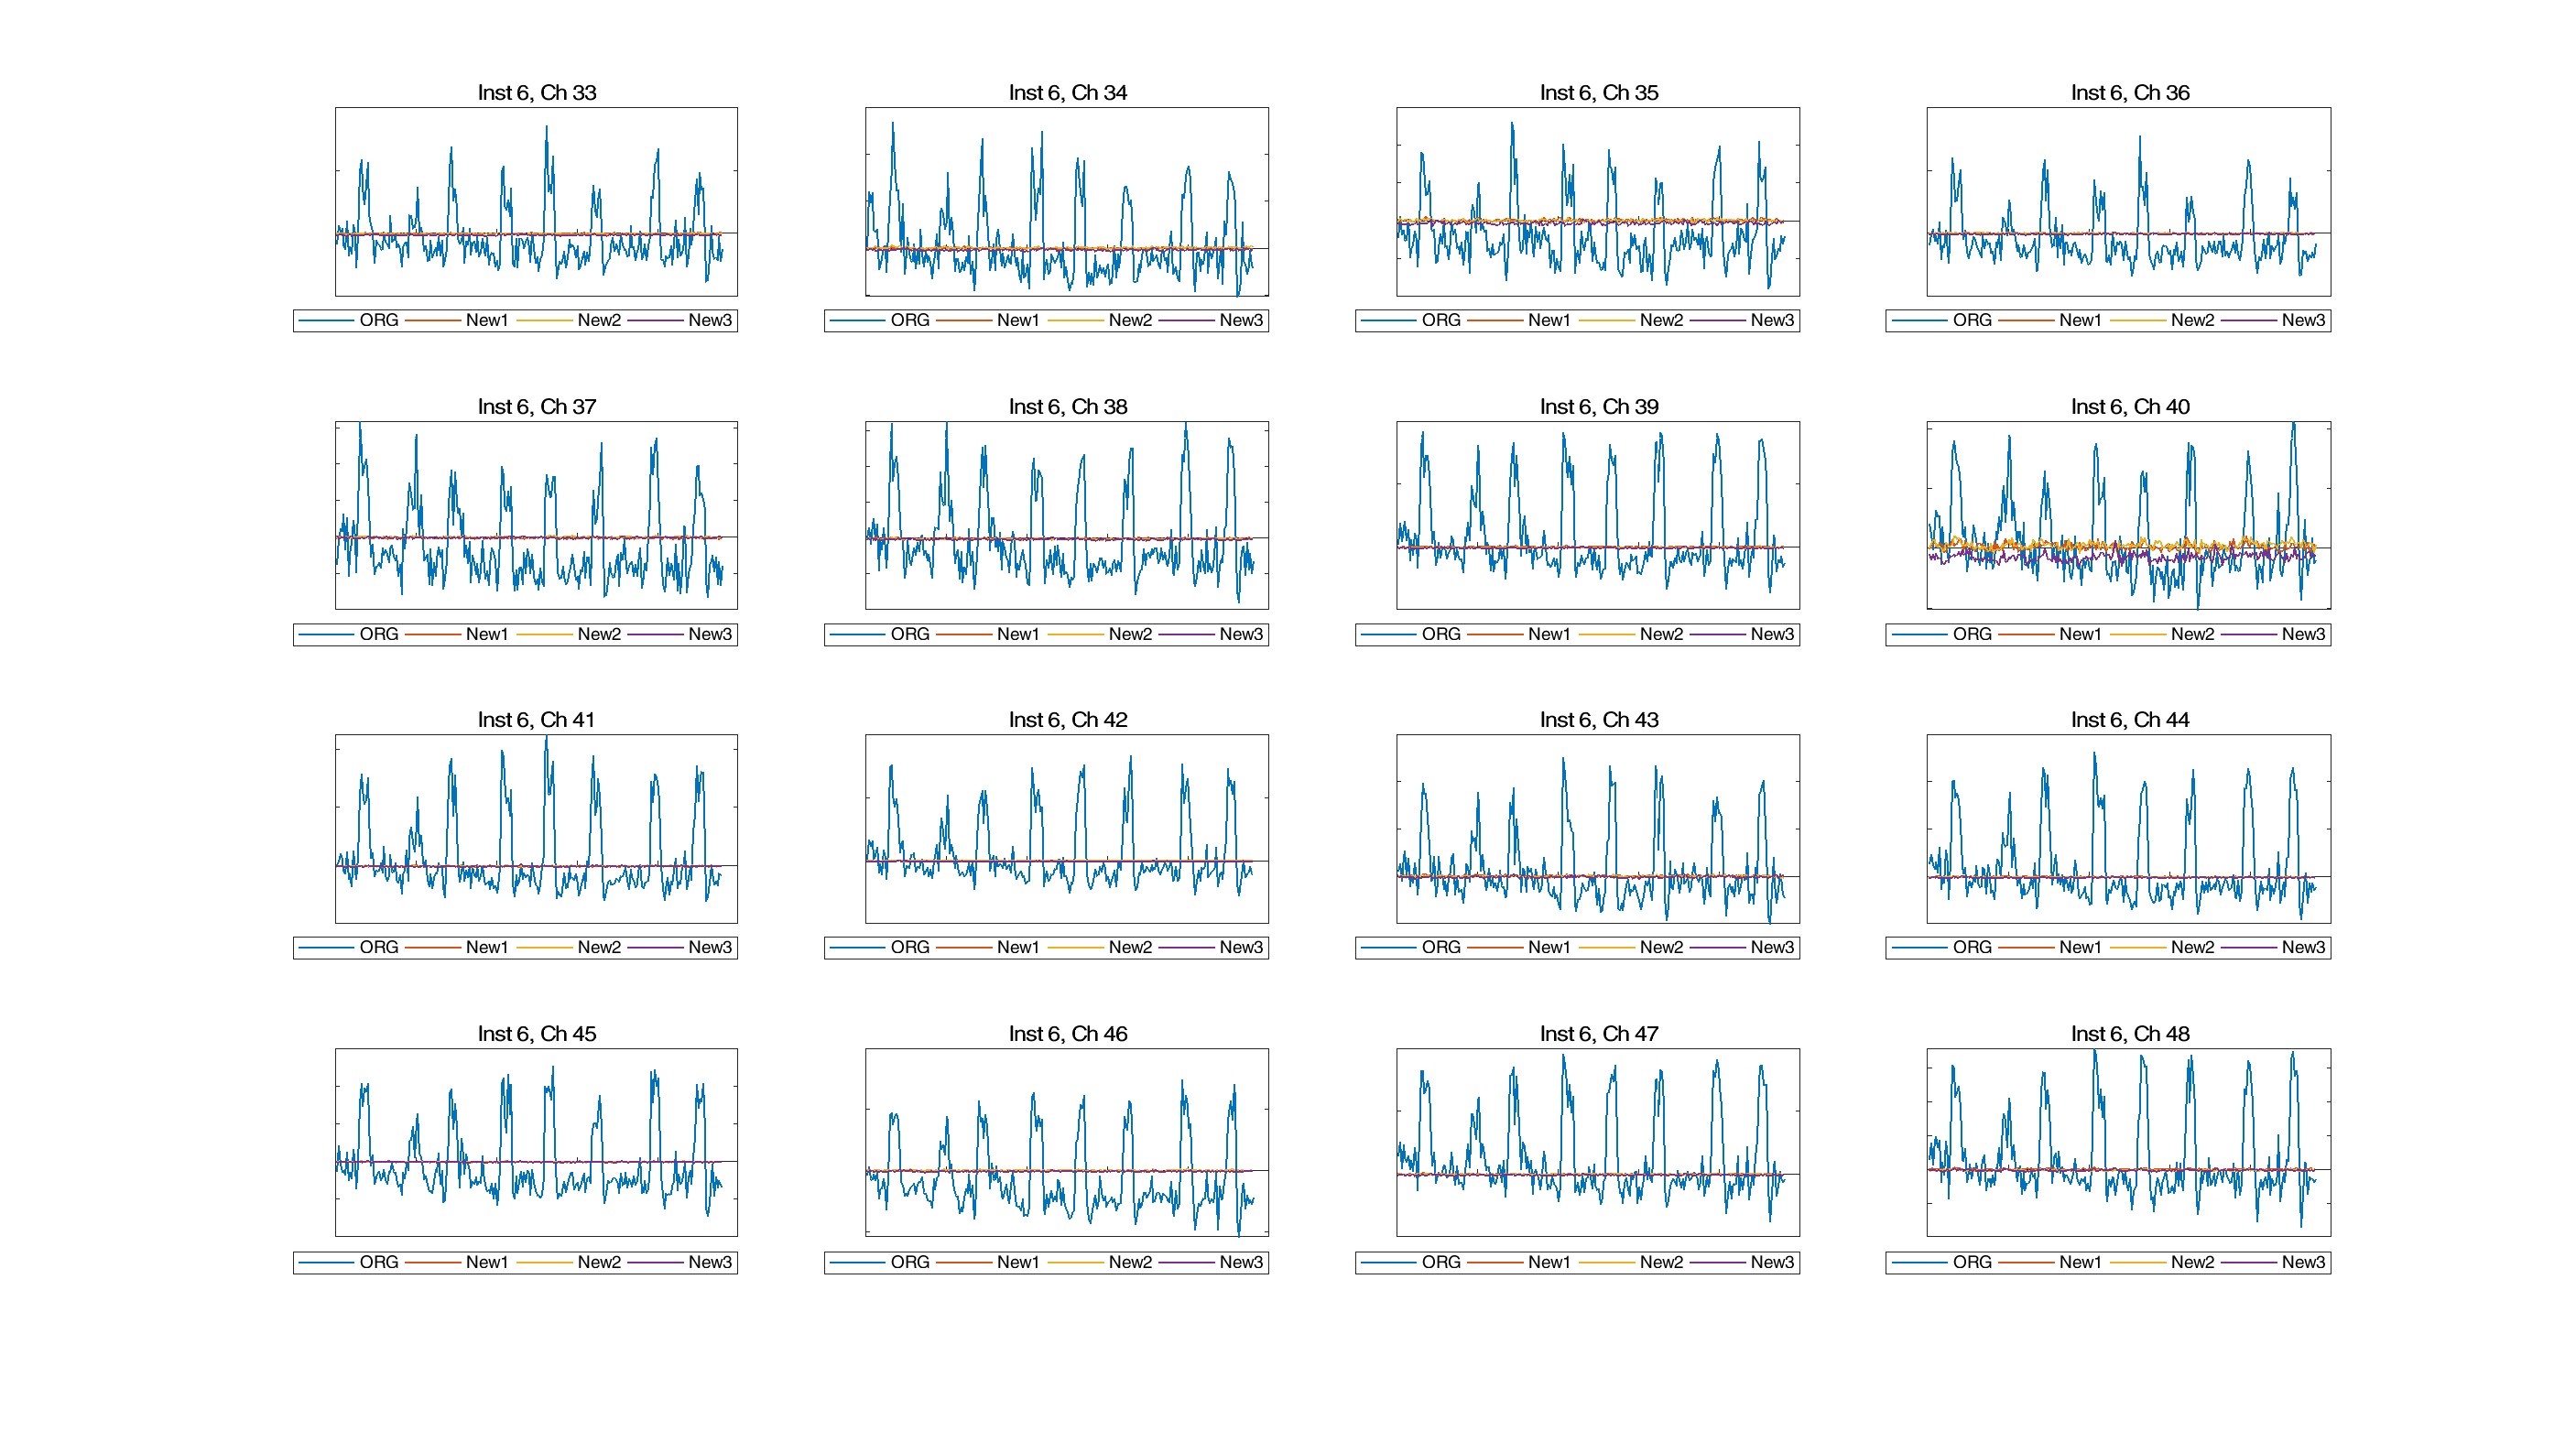 Inst 6, Ch 33
Inst 6, Ch 34
Inst 6, Ch 35
Inst 6, Ch 36
ORG New1 New2 New3
ORG New1 New2 New3
ORG New1 New2 New3
ORG New1 New2 New3
Inst 6, Ch 37
Inst 6, Ch 38
Inst 6, Ch 39
Inst 6, Ch 40
ORG New1 New2 New3
ORG New1 New2 New3
ORG New1 New2 New3
ORG New1 New2 New3
Inst 6, Ch 41
Inst 6, Ch 42
Inst 6, Ch 43
Inst 6, Ch 44
ORG New1 New2 New3
ORG New1 New2 New3
ORG New1 New2 New3
ORG New1 New2 New3
Inst 6, Ch 45
Inst 6, Ch 46
Inst 6, Ch 47
Inst 6, Ch 48
ORG New1 New2 New3
ORG New1 New2 New3
ORG New1 New2 New3
ORG New1 New2 New3